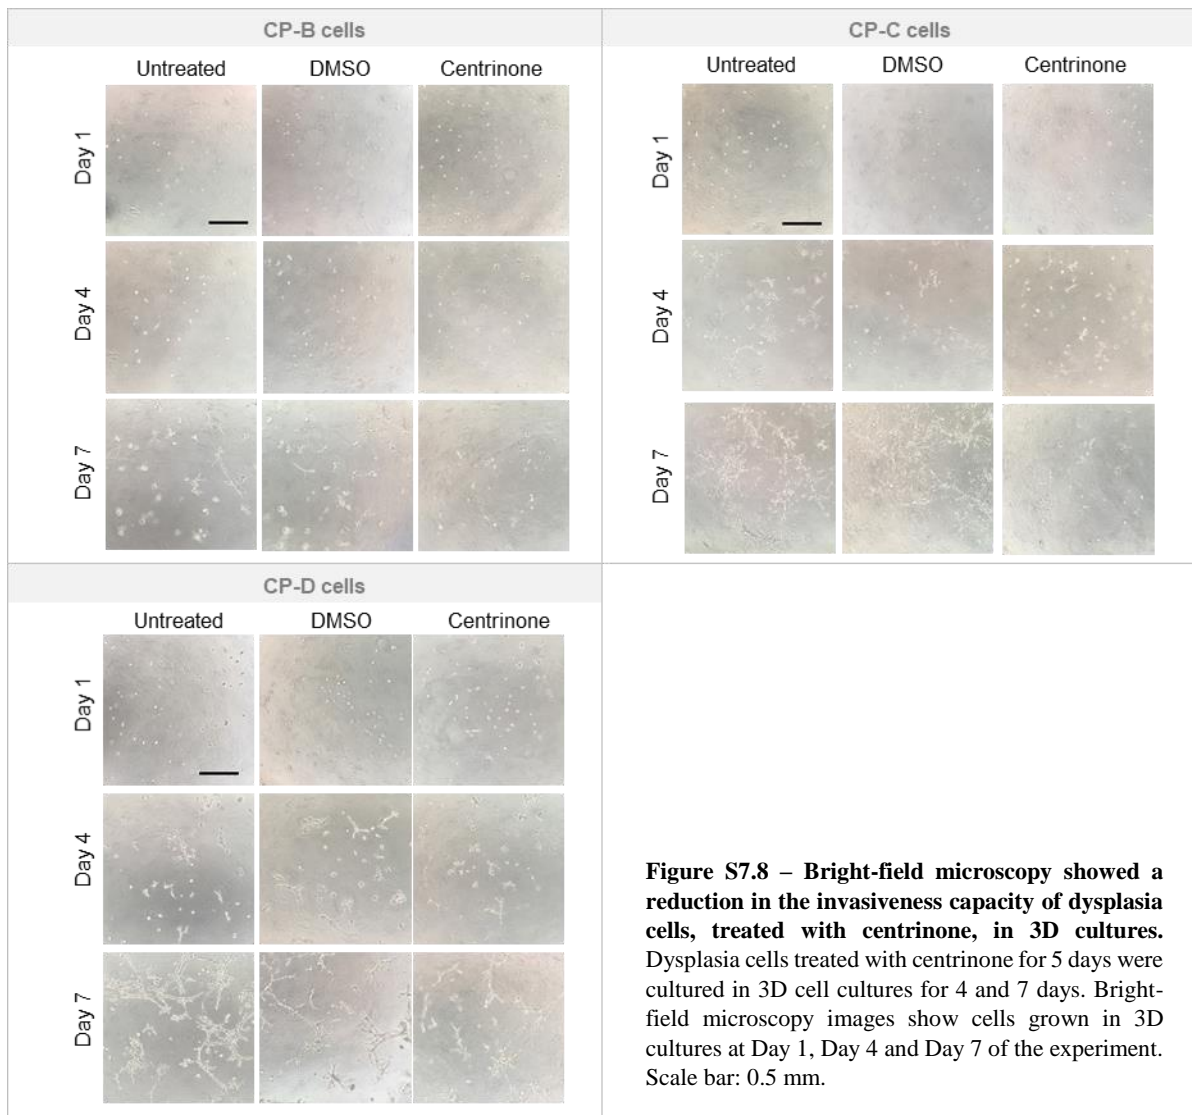 CP-B cells
Untreated DMSO Centrinone
Day 1
Day 4
Day 7
CP-C cells
Untreated DMSO Centrinone
Day 1
Day 4
Day 7
CP-D cells
Untreated DMSO Centrinone
Day 1
Day 4
Day 7
Figure S7.8 – Bright-field microscopy showed a
reduction in the invasiveness capacity of dysplasia
cells, treated with centrinone, in 3D cultures.
Dysplasia cells treated with centrinone for 5 days were
cultured in 3D cell cultures for 4 and 7 days. Bright-
field microscopy images show cells grown in 3D
cultures at Day 1, Day 4 and Day 7 of the experiment.
Scale bar: 0.5 mm.